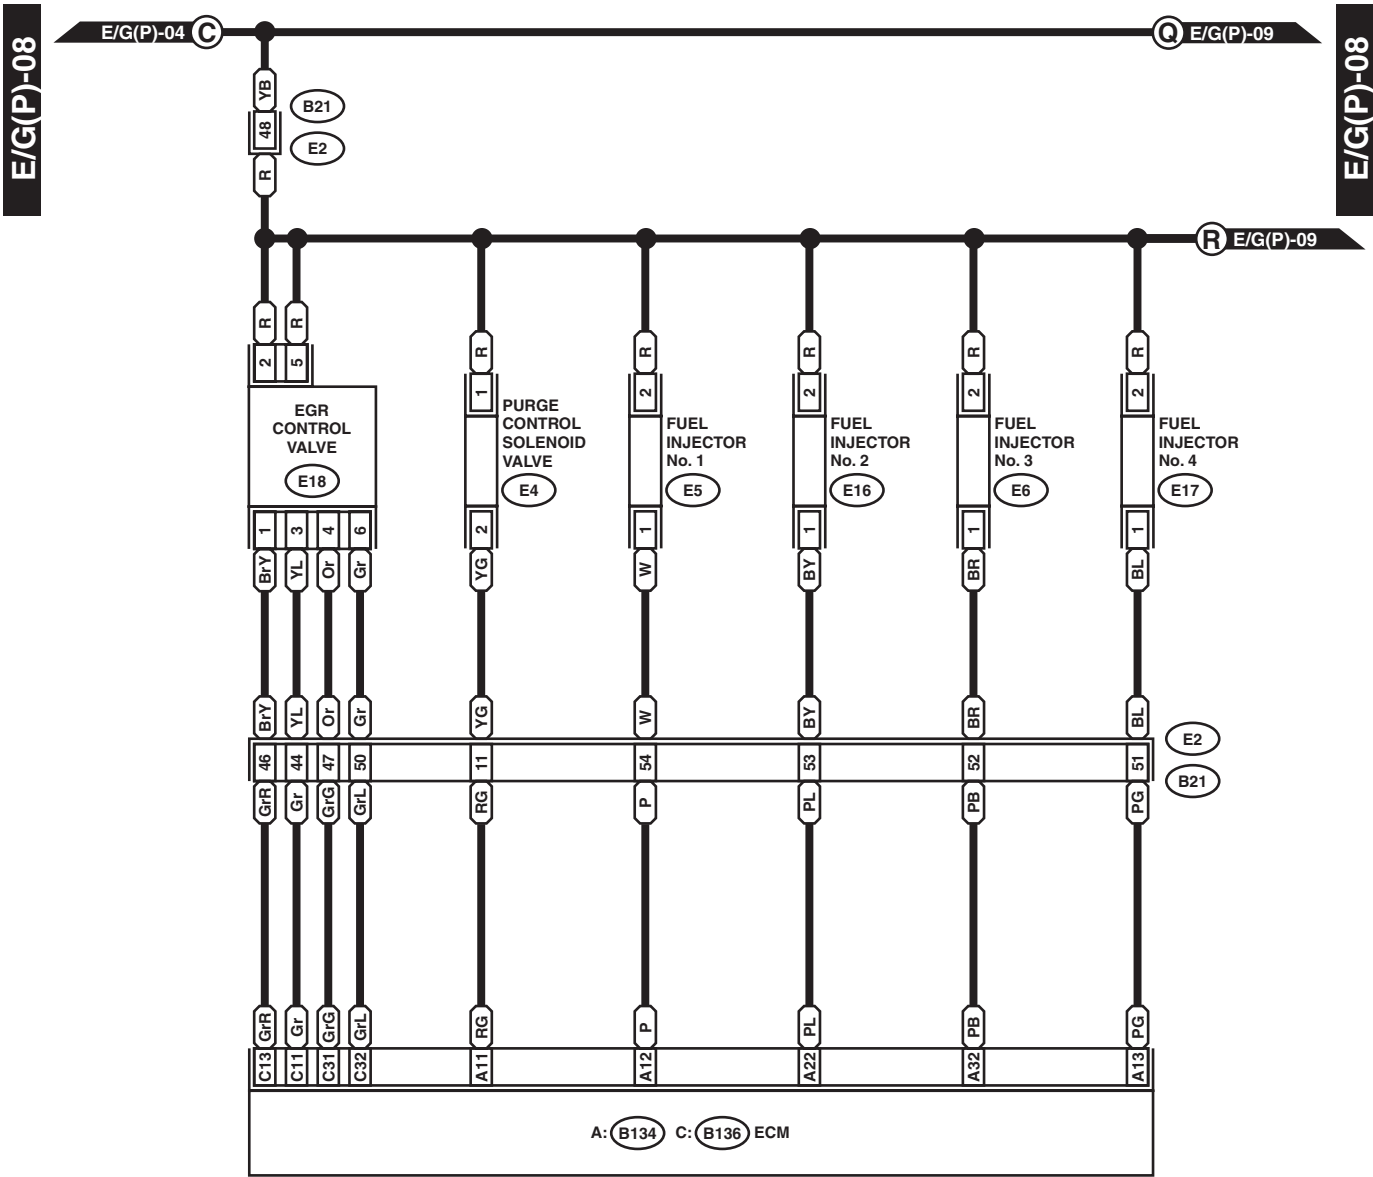 E/G(P)-08
E/G(P)-04 C
Q E/G(P)-09
E/G(P)-08
YB
B21
48
E2
R
R E/G(P)-09
R R R R R R R
2 5 1 2 2 2 2
EGR
CONTROL
VALVE
E18
PURGE
CONTROL
SOLENOID
VALVE
E4
FUEL
INJECTOR
No. 1
E5
FUEL
INJECTOR
No. 2
E16
FUEL
INJECTOR
No. 3
E6
FUEL
INJECTOR
No. 4
E17
1 3 4 6 2 1 1 1 1
BrY YL Or Gr YG W BY BR BL
BrY YL Or Gr YG W BY BR BL
E2
46 44 47 50 11 54 53 52 51
B21
GrR Gr GrG GrL RG P PL PB PG
GrR Gr GrG GrL RG P PL PB PG
C13 C11 C31 C32 A11 A12 A22 A32 A13
A: B134 C: B136 ECM